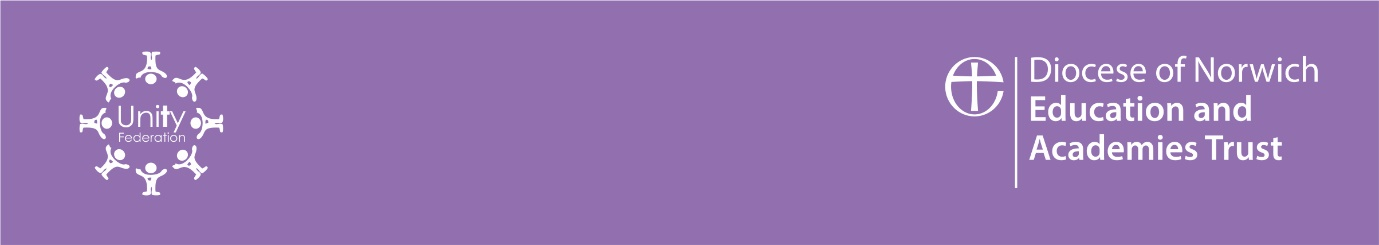 Unity
Federation
Diocese of Norwich
Education and
Academies Trust